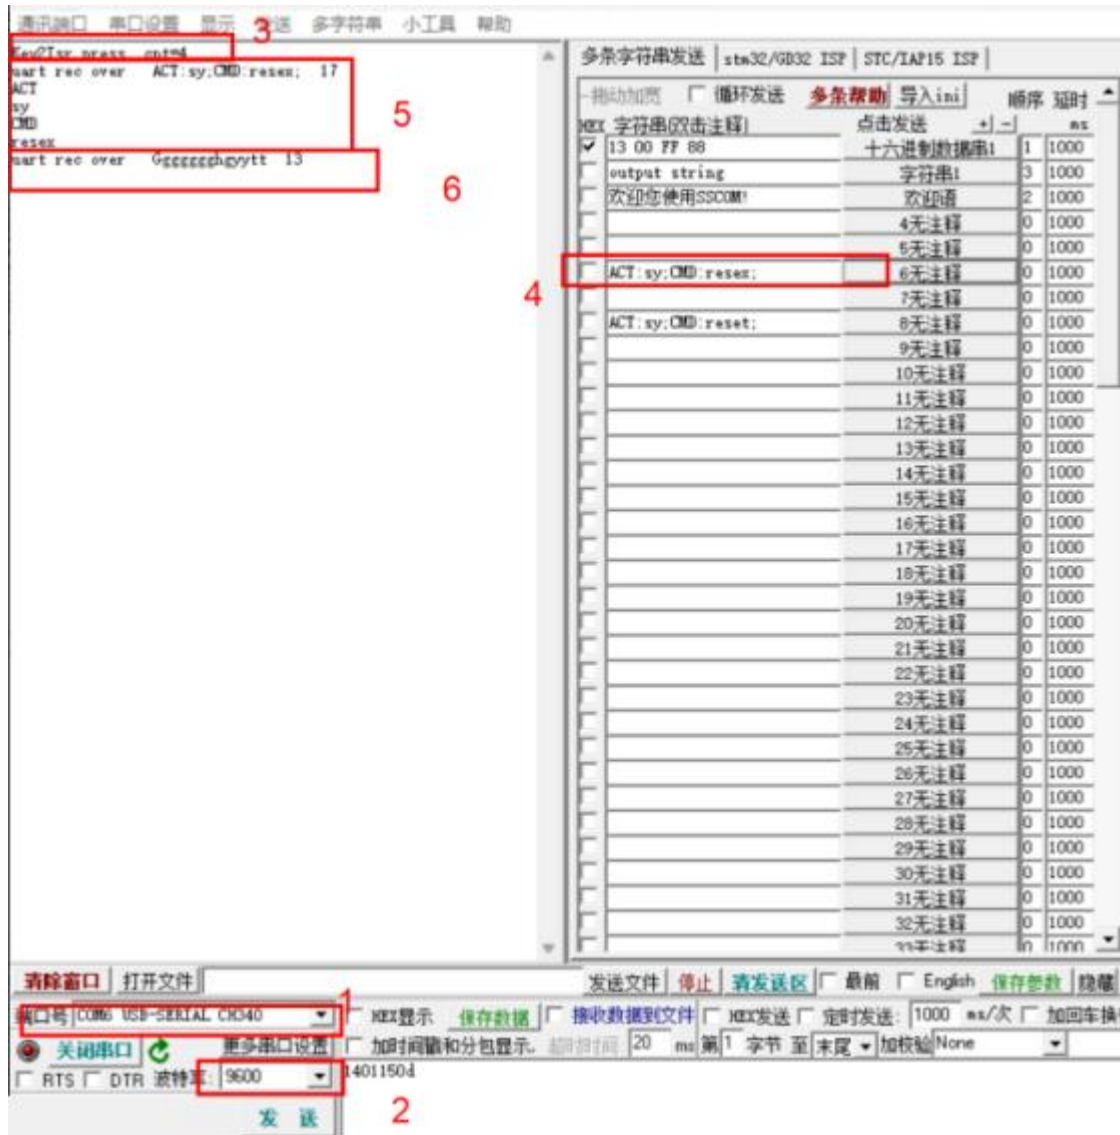 通讯端口 串口设置 显示 发送 多字符串 小工具 帮助
3
Key2Isr press cnt=4
uart rec over ACT:sy;CMD:resex; 17
ACT
sy
CMD
resex
5
uart rec over Ggggggghgyytt 13
6
多条字符串发送 stm32/GD32 ISP STC/IAP15 ISP
拖动加宽 循环发送 多条帮助 导入ini 顺序 延时
HEX 字符串(双击注释) 点击发送 + - ms
13 00 FF 88 十六进制数据串1 1 1000
output string 字符串1 3 1000
欢迎您使用SSCOM! 欢迎语 2 1000
4无注释 0 1000
5无注释 0 1000
4
ACT:sy;CMD:resex; 6无注释 0 1000
7无注释 0 1000
ACT:sy;CMD:reset; 8无注释 0 1000
9无注释 0 1000
10无注释 0 1000
11无注释 0 1000
12无注释 0 1000
13无注释 0 1000
14无注释 0 1000
15无注释 0 1000
16无注释 0 1000
17无注释 0 1000
18无注释 0 1000
19无注释 0 1000
20无注释 0 1000
21无注释 0 1000
22无注释 0 1000
23无注释 0 1000
24无注释 0 1000
25无注释 0 1000
26无注释 0 1000
27无注释 0 1000
28无注释 0 1000
29无注释 0 1000
30无注释 0 1000
31无注释 0 1000
32无注释 0 1000
33无注释 0 1000
清除窗口 打开文件 发送文件 停止 清发送区 最前 English 保存参数 隐藏
1
端口号 COM6 USB-SERIAL CH340 HEX显示 保存数据 接收数据到文件 HEX发送 定时发送: 1000 ms/次 加回车换
关闭串口 更多串口设置 加时间戳和分包显示, 超时时间: 20 ms 第1 字节 至 末尾 加校验 None
RTS DTR 波特率: 9600 1401150d
2
发 送